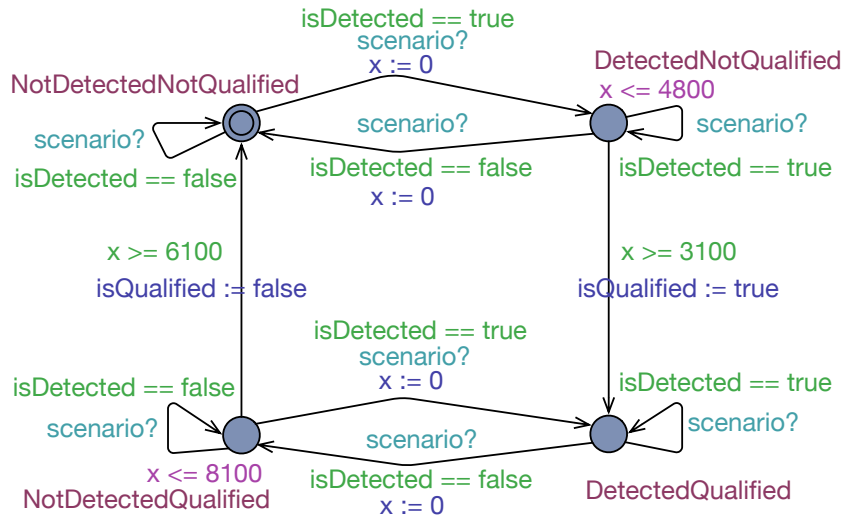 isDetected == true
scenario?
x := 0
NotDetectedNotQualified
DetectedNotQualified
x <= 4800
scenario?
scenario?
scenario?
isDetected == false
isDetected == false
isDetected == true
x := 0
x >= 6100
x >= 3100
isQualified := false
isQualified := true
isDetected == true
scenario?
x := 0
isDetected == false
isDetected == true
scenario?
scenario?
scenario?
x <= 8100
NotDetectedQualified
isDetected == false
x := 0
DetectedQualified